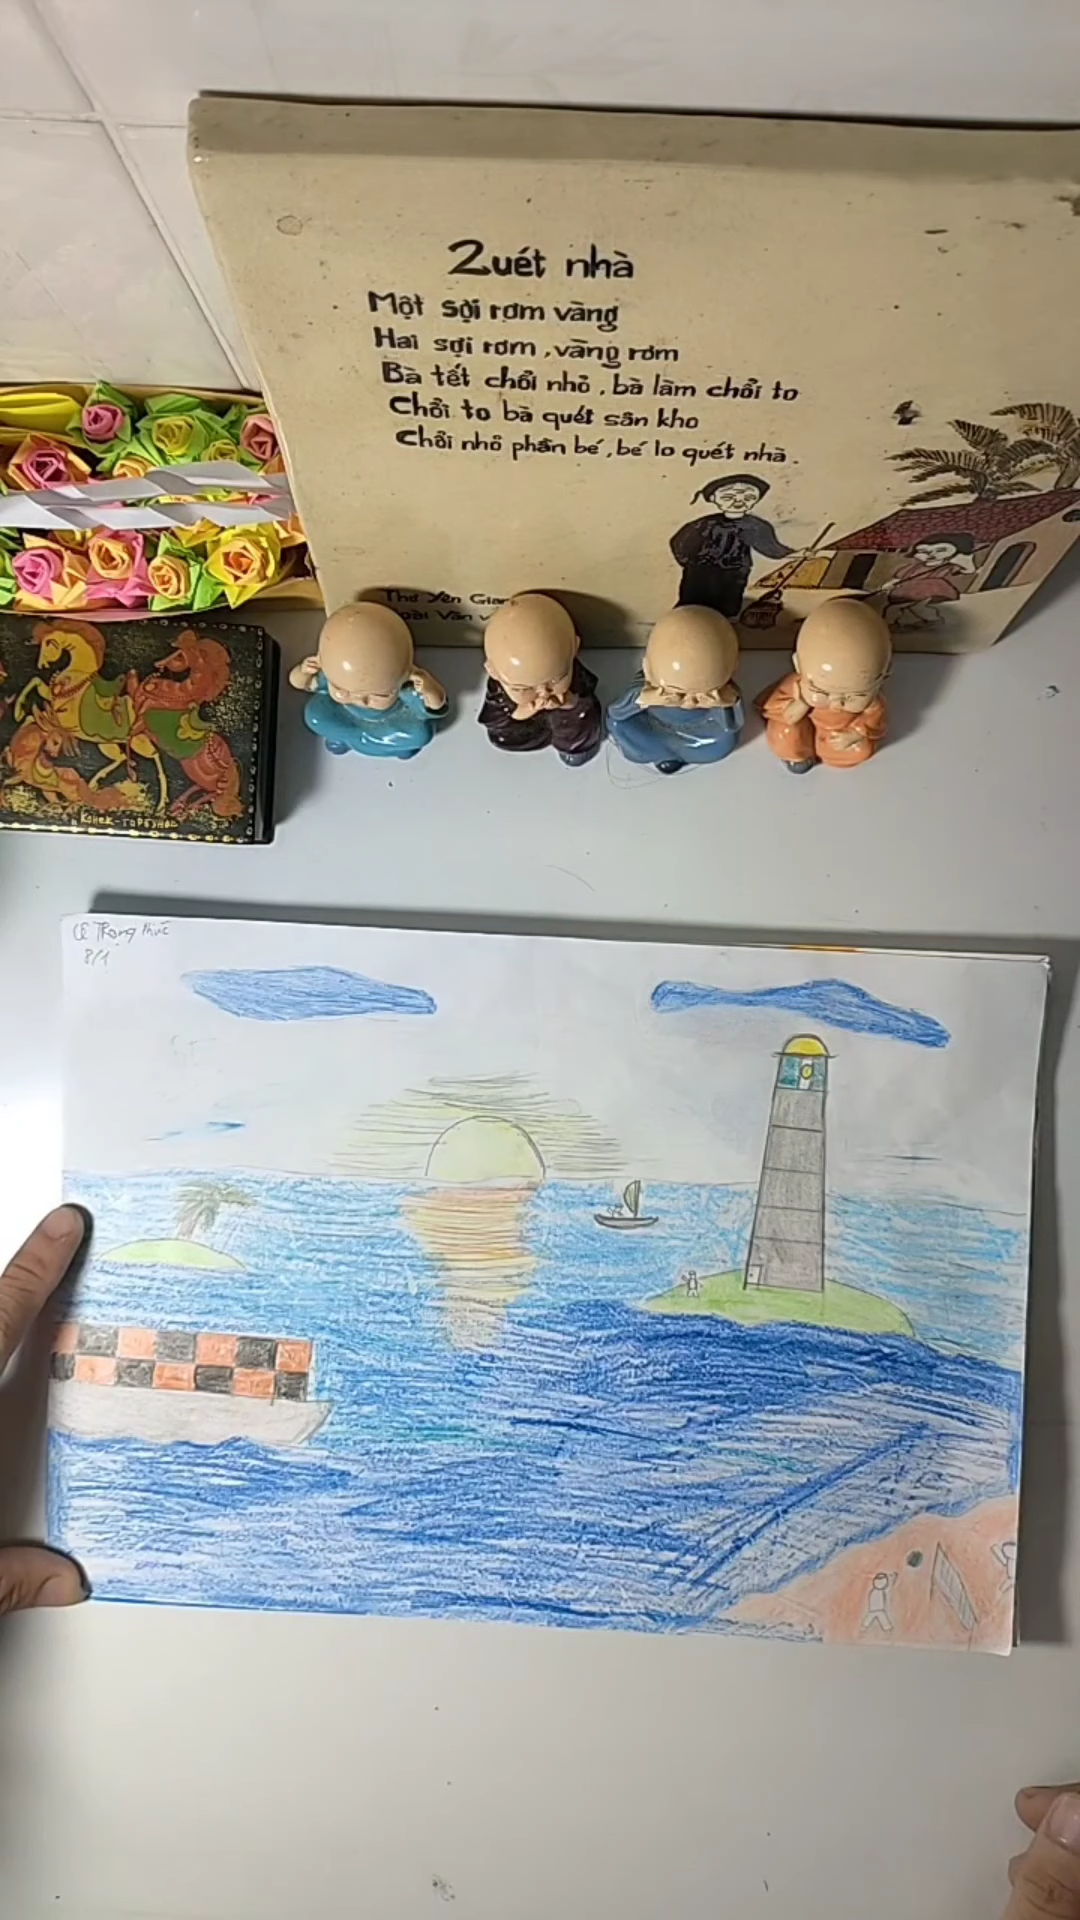 Quét nhà
Một sợi rơm vàng
Hai sợi rơm, vàng rơm
Bà tết chổi nhỏ, bà làm chổi to
Chổi to bà quét sân kho
Chổi nhỏ phần bé, bé lo quét nhà.
Thơ Yên
Lê Trọng Thức
8/1